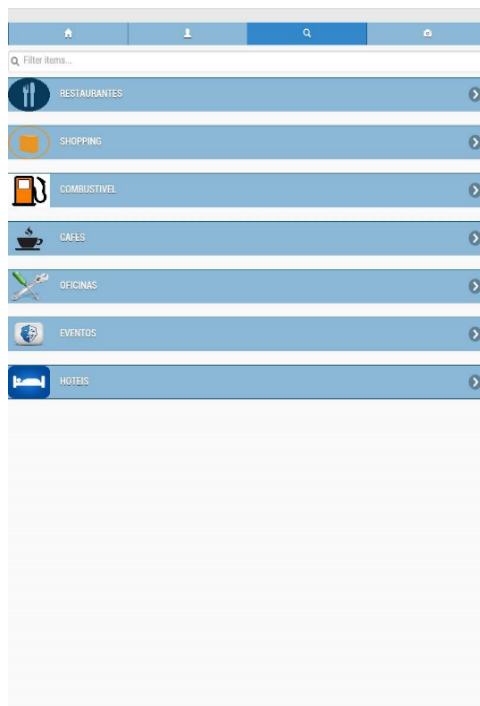 Filter items...
RESTAURANTES
SHOPPING
COMBUSTIVEL
CAFES
OFICINAS
EVENTOS
HOTEIS